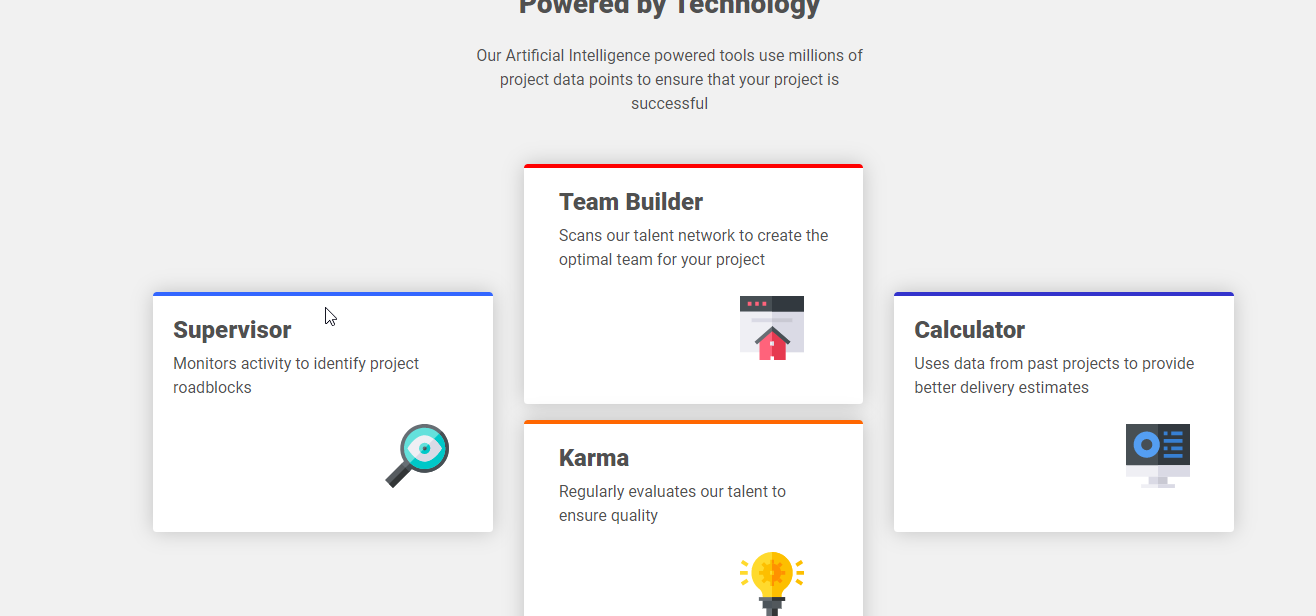 Powered by Technology
Our Artificial Intelligence powered tools use millions of
project data points to ensure that your project is
successful
Team Builder
Scans our talent network to create the
optimal team for your project
Supervisor
Monitors activity to identify project
roadblocks
Calculator
Uses data from past projects to provide
better delivery estimates
Karma
Regularly evaluates our talent to
ensure quality